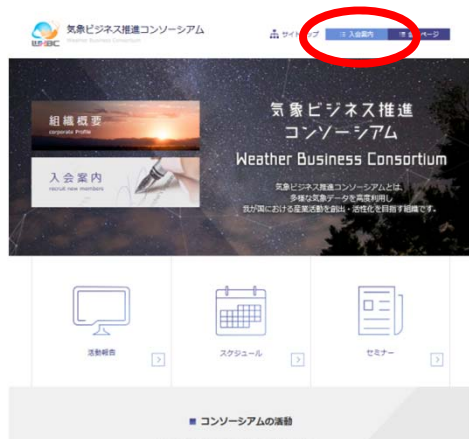 気象ビジネス推進コンソーシアム
Weather Business Consortium
サイト
入会案内
ページ
組織概要
corporate Profile
入会案内
recruit new members
気象ビジネス推進
コンソーシアム
Weather Business Consortium
気象ビジネス推進コンソーシアムとは、
多様な気象データを高度利用し
我が国における産業活動を創出・活性化を目指す組織です。
活動報告
スケジュール
セミナー
コンソーシアムの活動